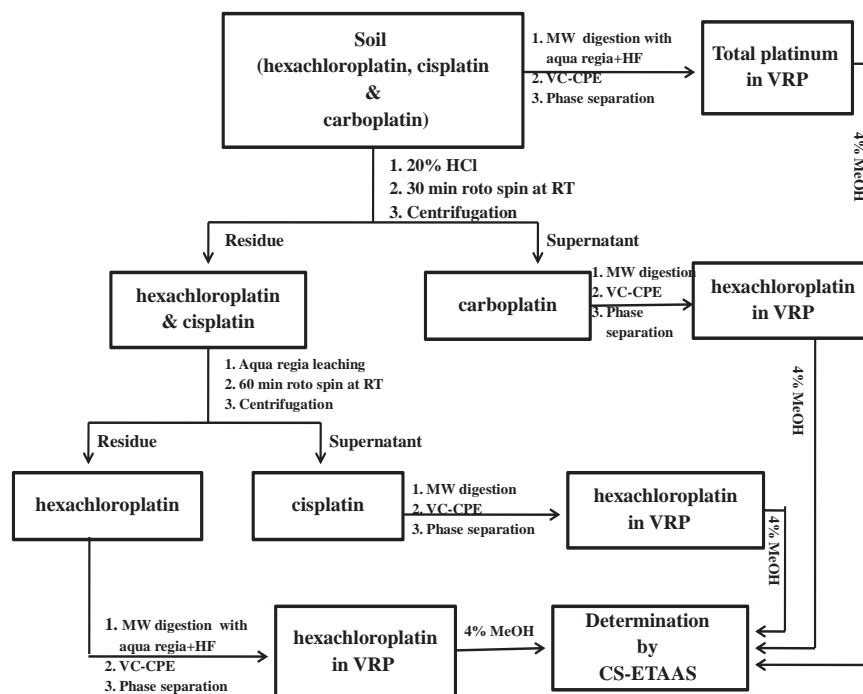 Soil
(hexachloroplatin, cisplatin
&
carboplatin)
1. MW digestion with
aqua regia+HF
2. VC-CPE
3. Phase separation
Total platinum
in VRP
4% MeOH
1. 20% HCl
2. 30 min roto spin at RT
3. Centrifugation
Residue
Supernatant
hexachloroplatin
& cisplatin
carboplatin
1. MW digestion
2. VC-CPE
3. Phase
separation
hexachloroplatin
in VRP
4% MeOH
1. Aqua regia leaching
2. 60 min roto spin at RT
3. Centrifugation
Residue
Supernatant
hexachloroplatin
cisplatin
1. MW digestion
2. VC-CPE
3. Phase separation
hexachloroplatin
in VRP
4% MeOH
1. MW digestion with
aqua regia+HF
2. VC-CPE
3. Phase separation
hexachloroplatin
in VRP
4% MeOH
Determination
by
CS-ETAAS